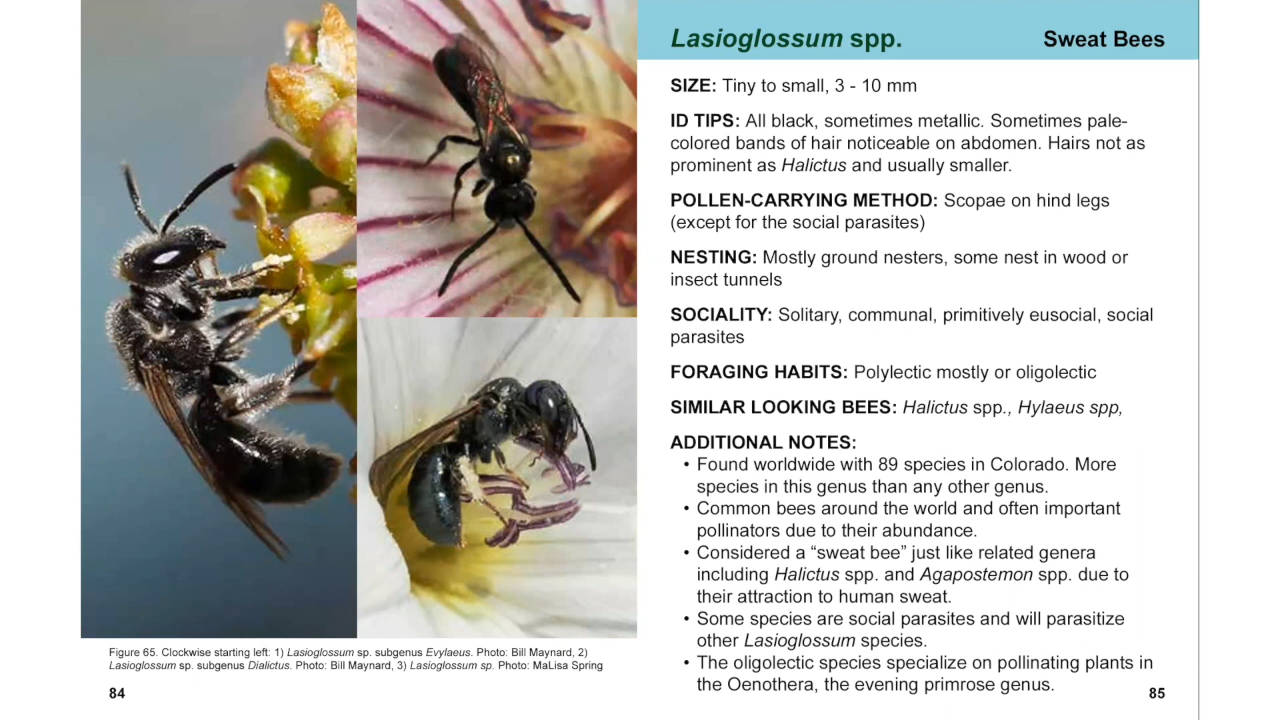 Lasioglossum spp. Sweat Bees
SIZE: Tiny to small, 3 - 10 mm
ID TIPS: All black, sometimes metallic. Sometimes pale-
colored bands of hair noticeable on abdomen. Hairs not as
prominent as Halictus and usually smaller.
POLLEN-CARRYING METHOD: Scopae on hind legs
(except for the social parasites)
NESTING: Mostly ground nesters, some nest in wood or
insect tunnels
SOCIALITY: Solitary, communal, primitively eusocial, social
parasites
FORAGING HABITS: Polylectic mostly or oligolectic
SIMILAR LOOKING BEES: Halictus spp., Hylaeus spp,
ADDITIONAL NOTES:
• Found worldwide with 89 species in Colorado. More
species in this genus than any other genus.
• Common bees around the world and often important
pollinators due to their abundance.
• Considered a “sweat bee” just like related genera
including Halictus spp. and Agapostemon spp. due to
their attraction to human sweat.
• Some species are social parasites and will parasitize
other Lasioglossum species.
• The oligolectic species specialize on pollinating plants in
the Oenothera, the evening primrose genus.
Figure 65. Clockwise starting left: 1) Lasioglossum sp. subgenus Evylaeus. Photo: Bill Maynard, 2)
Lasioglossum sp. subgenus Dialictus. Photo: Bill Maynard, 3) Lasioglossum sp. Photo: MaLisa Spring
84
85